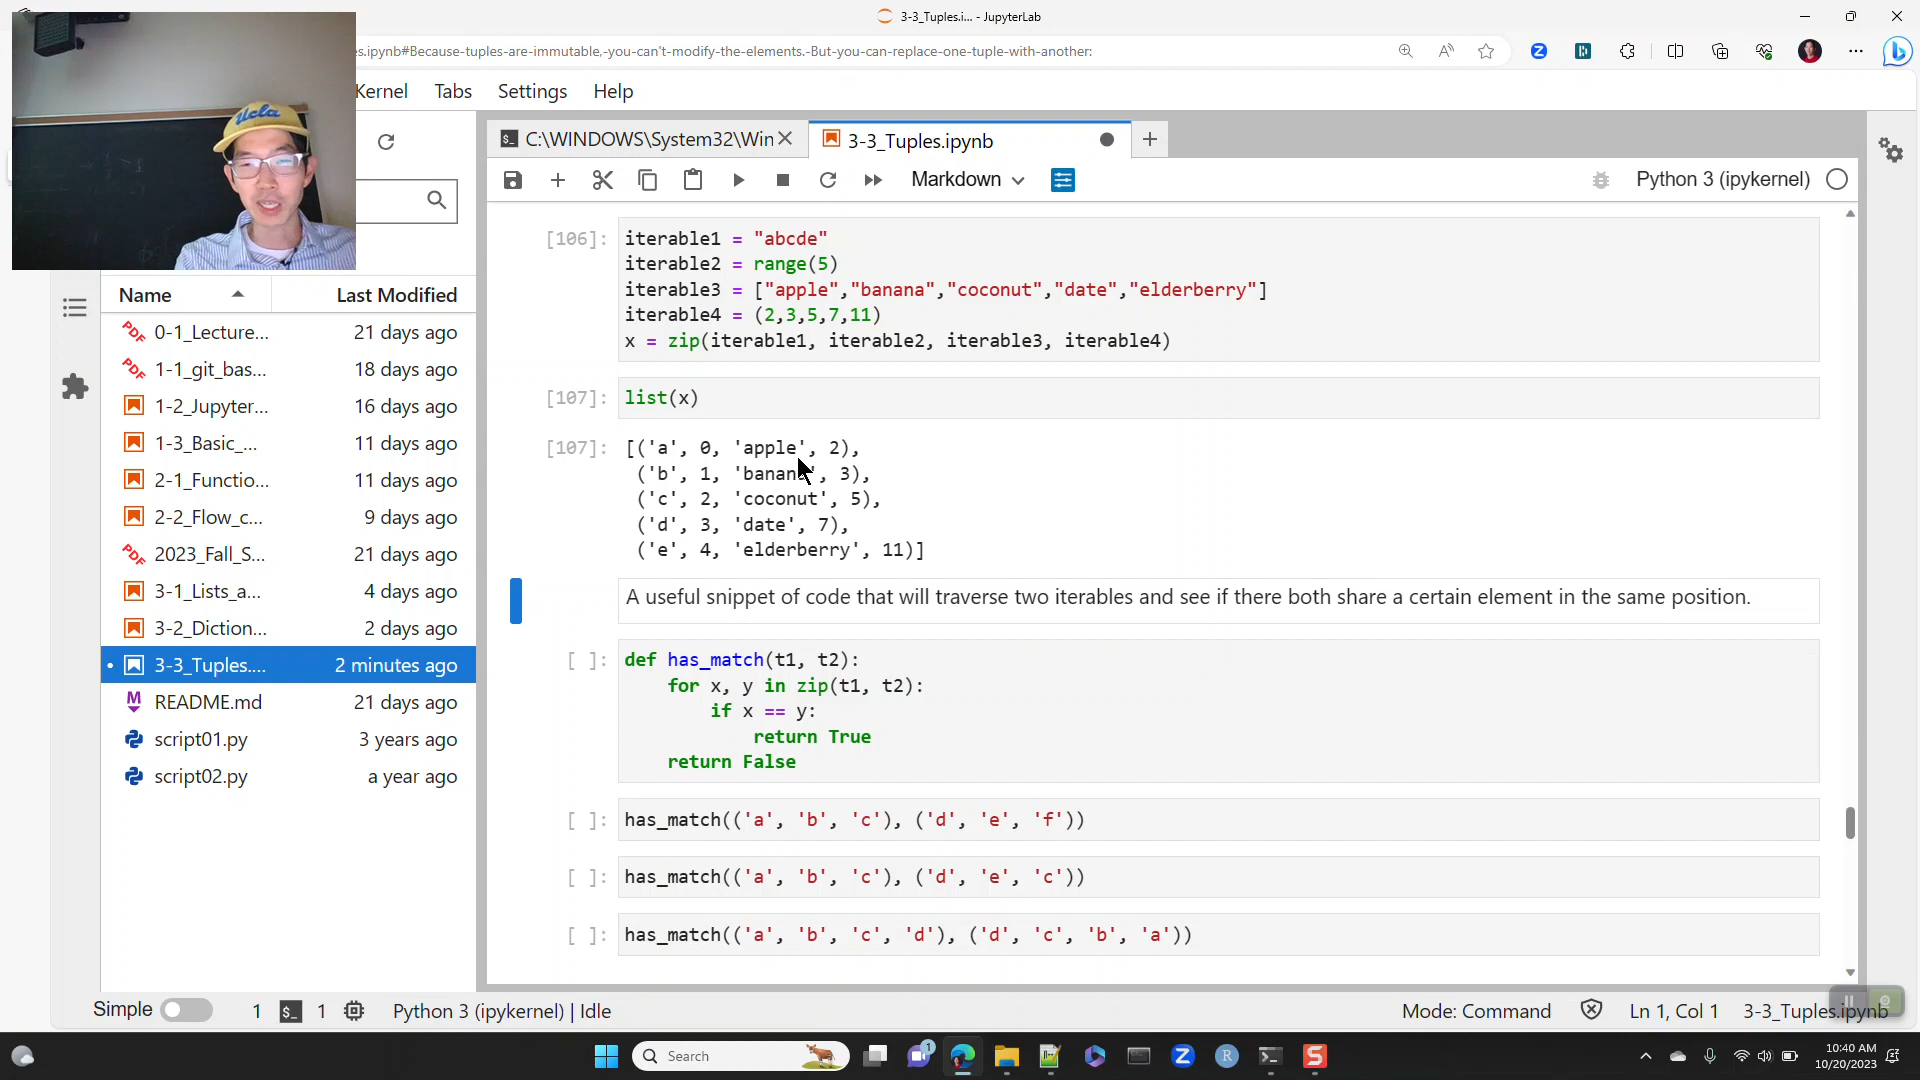 3-3_Tuples.i... - JupyterLab
es.ipynb#Because-tuples-are-immutable,-you-can't-modify-the-elements.-But-you-can-replace-one-tuple-with-another:
Ucla
Kernel Tabs Settings Help
C:\WINDOWS\System32\Win
3-3_Tuples.ipynb
Markdown
Python 3 (ipykernel)
Name Last Modified
0-1_Lecture... 21 days ago
1-1_git_bas... 18 days ago
1-2_Jupyter... 16 days ago
1-3_Basic_... 11 days ago
2-1_Functio... 11 days ago
2-2_Flow_c... 9 days ago
2023_Fall_S... 21 days ago
3-1_Lists_a... 4 days ago
3-2_Diction... 2 days ago
3-3_Tuples.... 2 minutes ago
README.md 21 days ago
script01.py 3 years ago
script02.py a year ago
[106]: iterable1 = "abcde"
iterable2 = range(5)
iterable3 = ["apple","banana","coconut","date","elderberry"]
iterable4 = (2,3,5,7,11)
x = zip(iterable1, iterable2, iterable3, iterable4)
[107]: list(x)
[107]: [('a', 0, 'apple', 2),
('b', 1, 'banana', 3),
('c', 2, 'coconut', 5),
('d', 3, 'date', 7),
('e', 4, 'elderberry', 11)]
A useful snippet of code that will traverse two iterables and see if there both share a certain element in the same position.
[ ]: def has_match(t1, t2):
for x, y in zip(t1, t2):
if x == y:
return True
return False
[ ]: has_match(('a', 'b', 'c'), ('d', 'e', 'f'))
[ ]: has_match(('a', 'b', 'c'), ('d', 'e', 'c'))
[ ]: has_match(('a', 'b', 'c', 'd'), ('d', 'c', 'b', 'a'))
Simple 1 1 Python 3 (ipykernel) | Idle
Mode: Command Ln 1, Col 1 3-3_Tuples.ipynb
Search
10:40 AM
10/20/2023